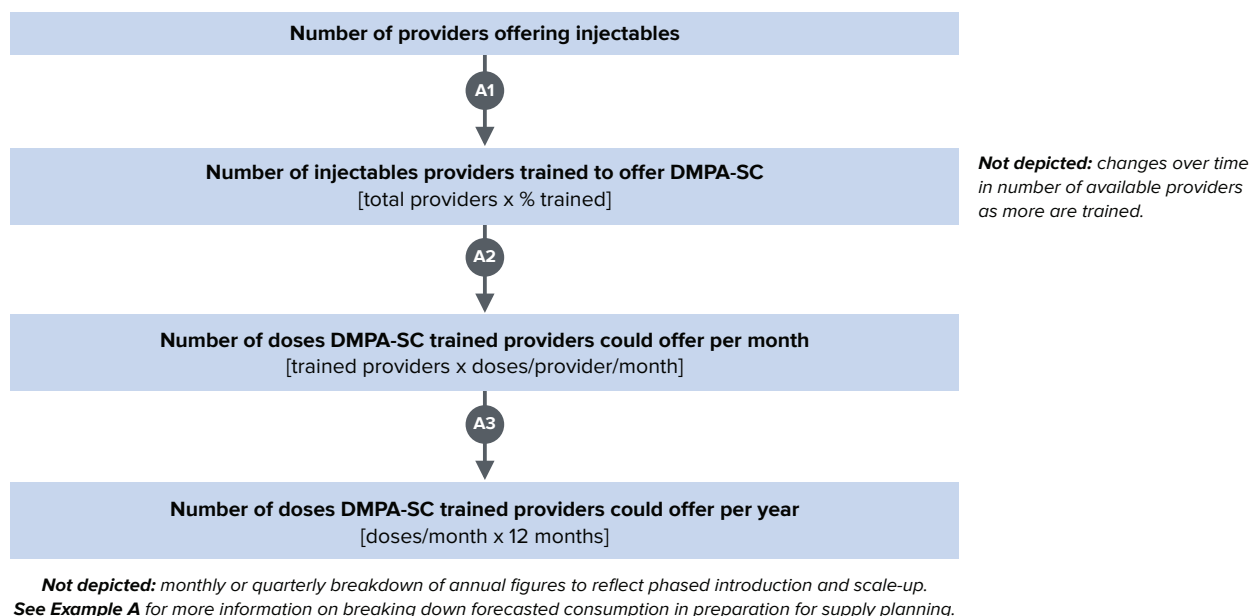 Number of providers offering injectables
A1
Number of injectables providers trained to offer DMPA-SC
[total providers x % trained]
Not depicted: changes over time
in number of available providers
as more are trained.
A2
Number of doses DMPA-SC trained providers could offer per month
[trained providers x doses/provider/month]
A3
Number of doses DMPA-SC trained providers could offer per year
[doses/month x 12 months]
Not depicted: monthly or quarterly breakdown of annual figures to reflect phased introduction and scale-up.
See Example A for more information on breaking down forecasted consumption in preparation for supply planning.